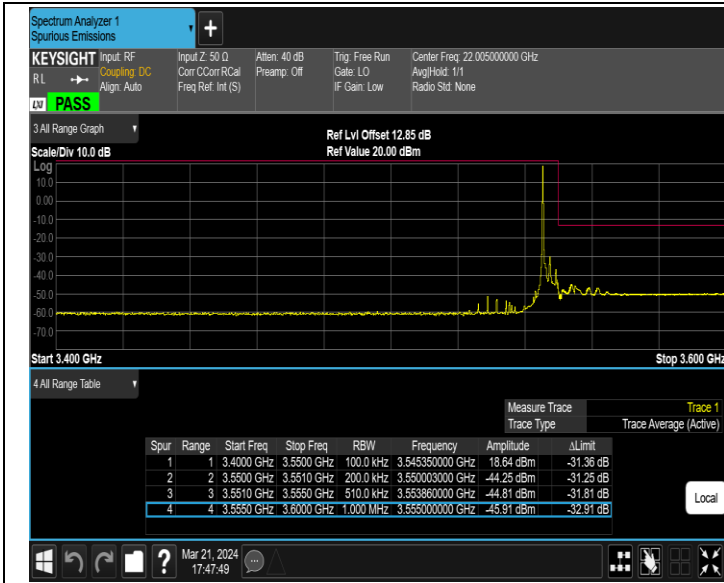 Spectrum Analyzer 1
Spurious Emissions
+
KEYSIGHT Input: RF Input Z: 50 Ω Atten: 40 dB Trig: Free Run Center Freq: 22.005000000 GHz
RL Coupling: DC Corr CCorr RCal Preamp: Off Gate: LO Avg|Hold: 1/1
Align: Auto Freq Ref: Int (S) IF Gain: Low Radio Std: None
LXI PASS
3 All Range Graph
Ref Lvl Offset 12.85 dB
Scale/Div 10.0 dB Ref Value 20.00 dBm
Log
10.0
0.00
-10.0
-20.0
-30.0
-40.0
-50.0
-60.0
-70.0
Start 3.400 GHz Stop 3.600 GHz
4 All Range Table
Measure Trace Trace 1
Trace Type Trace Average (Active)
Spur Range Start Freq Stop Freq RBW Frequency Amplitude ΔLimit
1 1 3.4000 GHz 3.5500 GHz 100.0 kHz 3.545350000 GHz 18.64 dBm -31.36 dB
2 2 3.5500 GHz 3.5510 GHz 200.0 kHz 3.550003000 GHz -44.25 dBm -31.25 dB
3 3 3.5510 GHz 3.5550 GHz 510.0 kHz 3.553860000 GHz -44.81 dBm -31.81 dB
4 4 3.5550 GHz 3.6000 GHz 1.000 MHz 3.555000000 GHz -45.91 dBm -32.91 dB
Local
? Mar 21, 2024
17:47:49